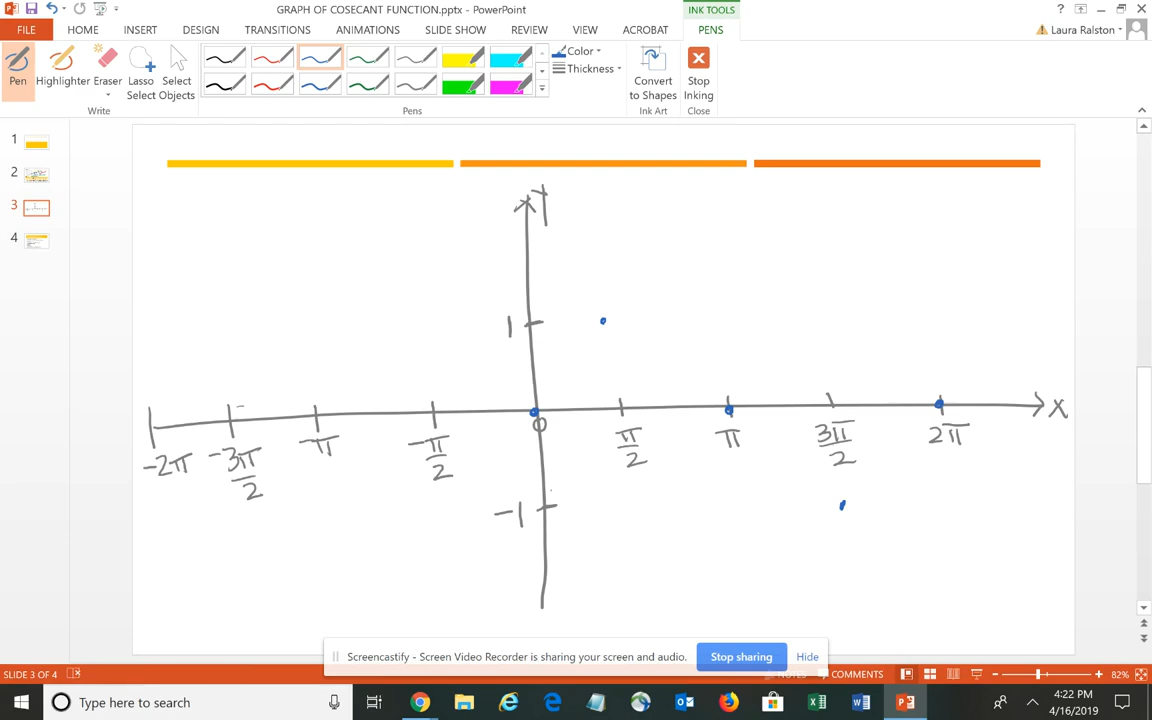 GRAPH OF COSECANT FUNCTION.pptx - PowerPoint
INK TOOLS
?
FILE
HOME
INSERT
DESIGN
TRANSITIONS
ANIMATIONS
SLIDE SHOW
REVIEW
VIEW
ACROBAT
PENS
Laura Ralston
Pen
Highlighter
Eraser
Lasso Select
Select Objects
Color
Thickness
Convert to Shapes
Stop Inking
Write
Pens
Ink Art
Close
1
2
3
4
Y
1
X
0
-2π
-3π/2
-π
-π/2
π/2
π
3π/2
2π
-1
Screencastify - Screen Video Recorder is sharing your screen and audio.
Stop sharing
Hide
SLIDE 3 OF 4
NOTES
COMMENTS
82%
Type here to search
4:22 PM
4/16/2019